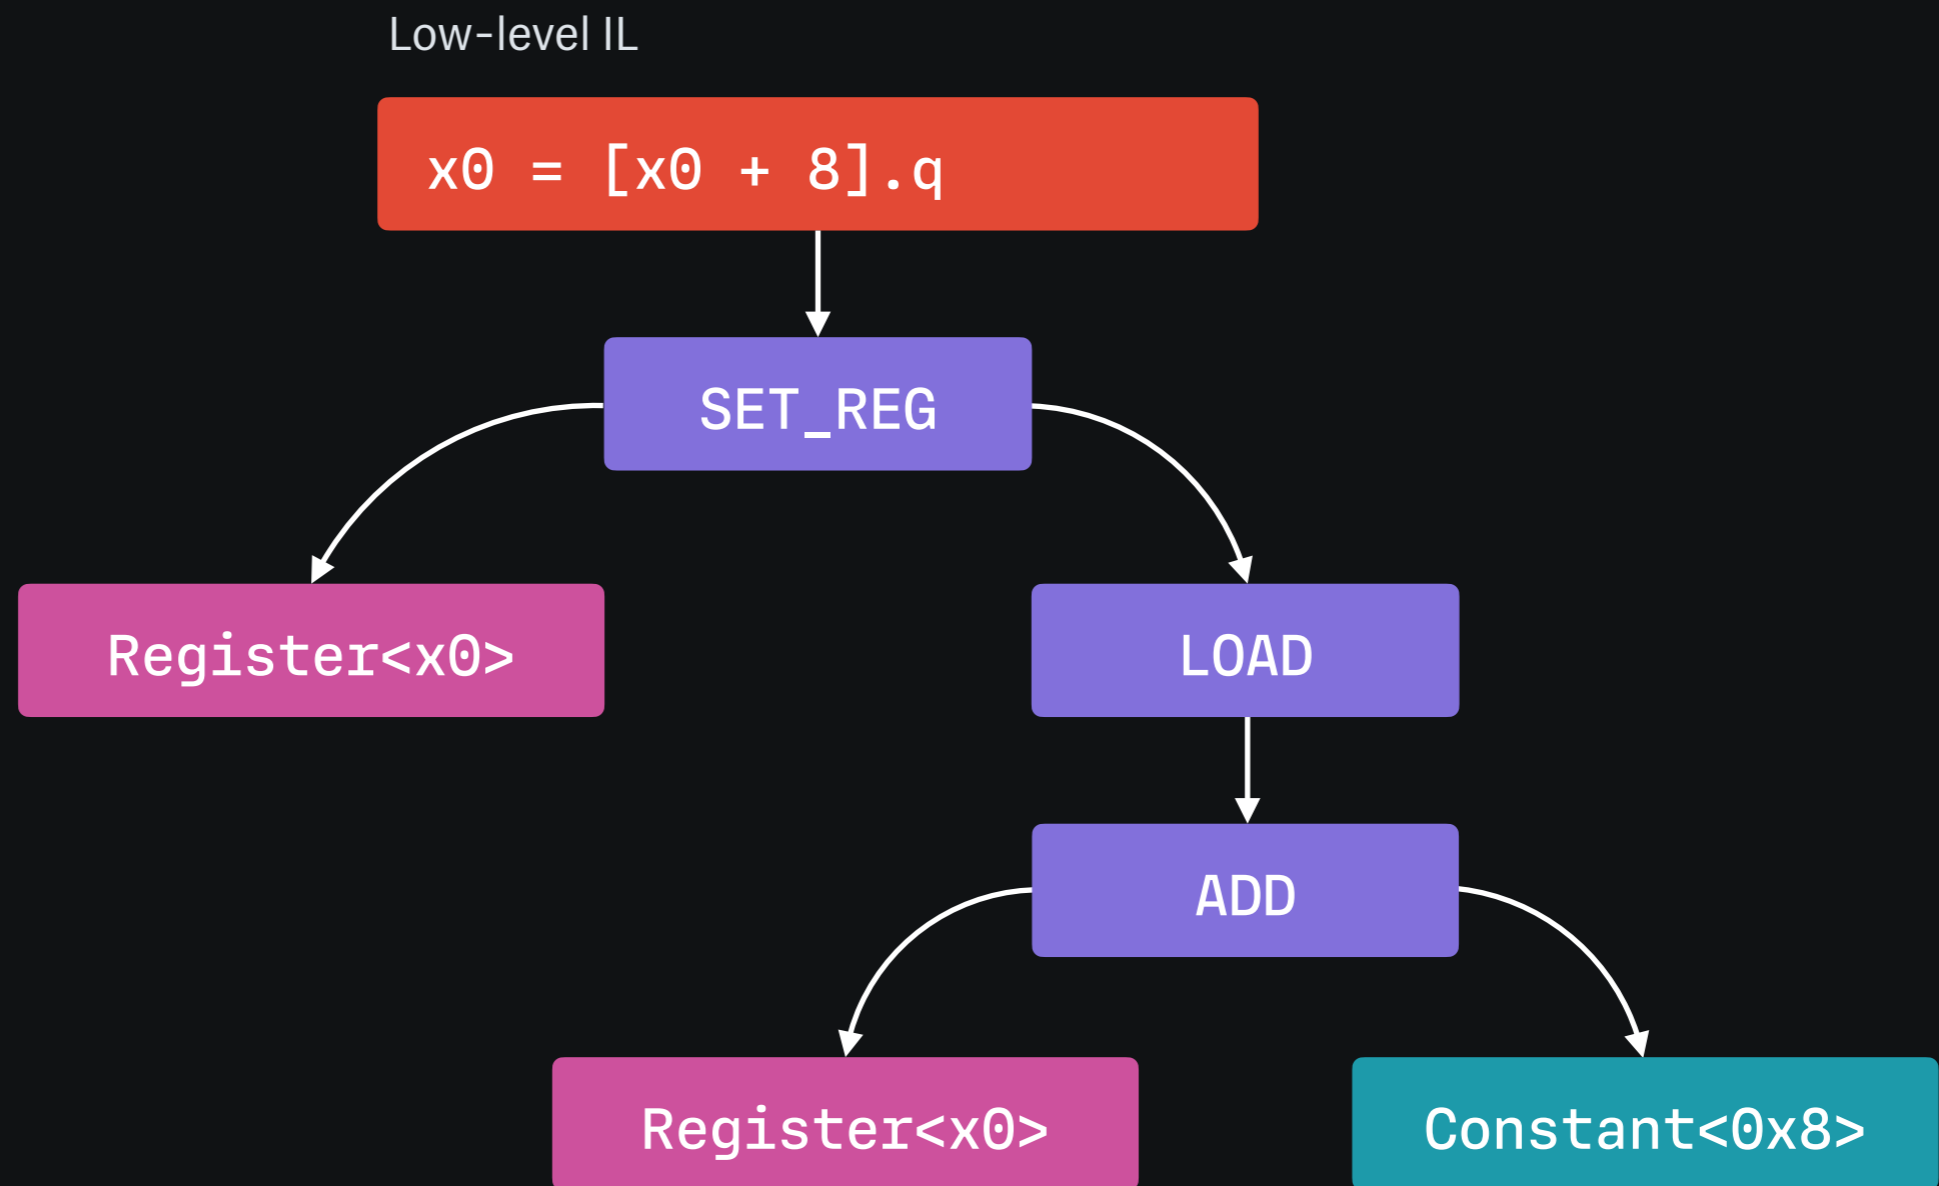 Low-level IL
x0 = [x0 + 8].q
SET_REG
Register<x0>
LOAD
ADD
Register<x0>
Constant<0x8>